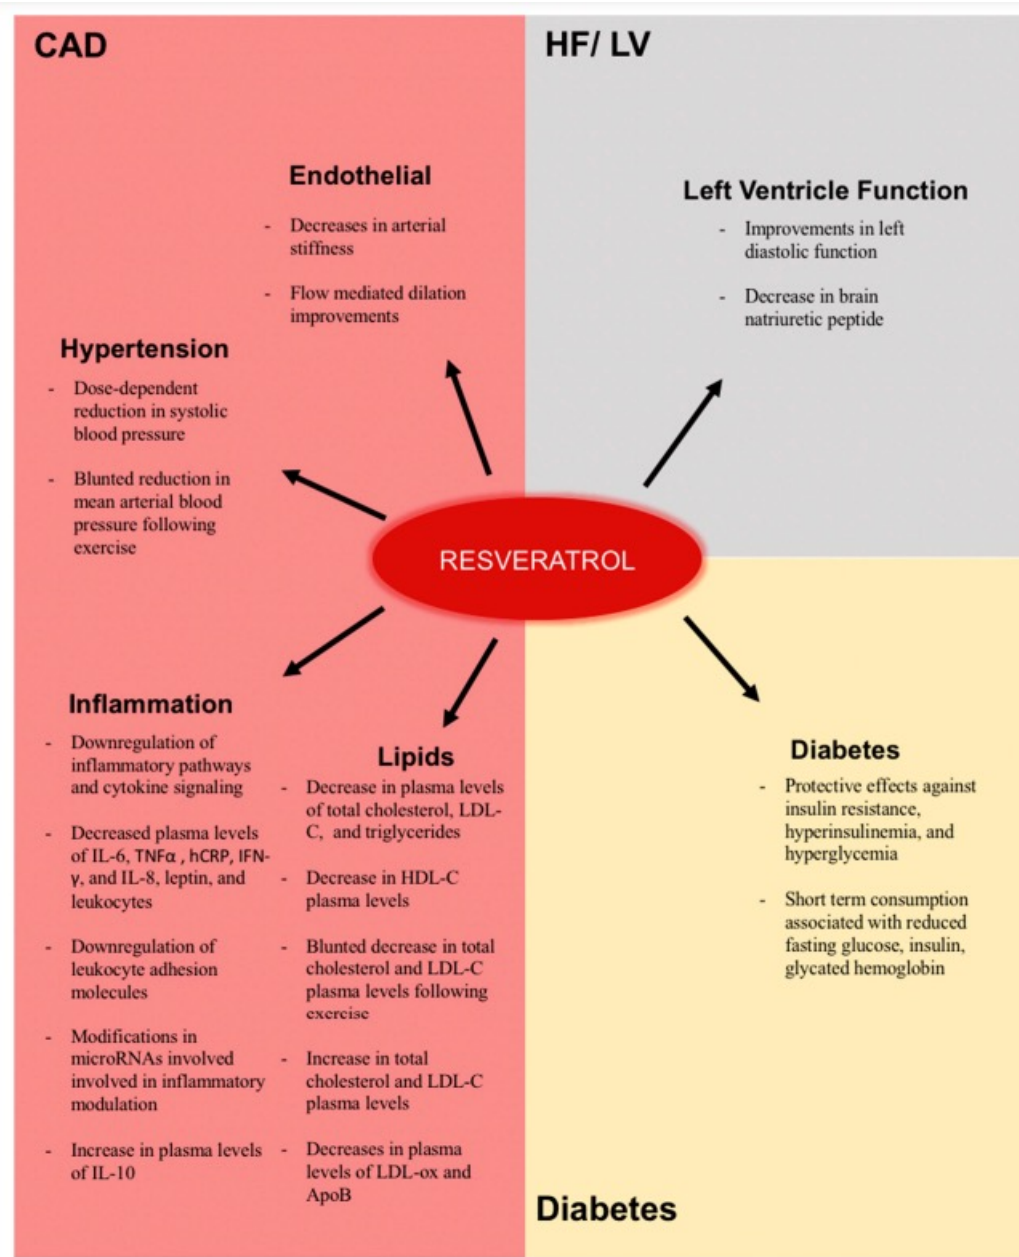 CAD
HF/ LV
Endothelial
- Decreases in arterial
stiffness
- Flow mediated dilation
improvements
Left Ventricle Function
- Improvements in left
diastolic function
- Decrease in brain
natriuretic peptide
Hypertension
- Dose-dependent
reduction in systolic
blood pressure
- Blunted reduction in
mean arterial blood
pressure following
exercise
RESVERATROL
Inflammation
- Downregulation of
inflammatory pathways
and cytokine signaling
- Decreased plasma levels
of IL-6, TNFα , hCRP, IFN-
γ, and IL-8, leptin, and
leukocytes
- Downregulation of
leukocyte adhesion
molecules
- Modifications in
microRNAs involved
involved in inflammatory
modulation
- Increase in plasma levels
of IL-10
Lipids
- Decrease in plasma levels
of total cholesterol, LDL-
C, and triglycerides
- Decrease in HDL-C
plasma levels
- Blunted decrease in total
cholesterol and LDL-C
plasma levels following
exercise
- Increase in total
cholesterol and LDL-C
plasma levels
- Decreases in plasma
levels of LDL-ox and
ApoB
Diabetes
- Protective effects against
insulin resistance,
hyperinsulinemia, and
hyperglycemia
- Short term consumption
associated with reduced
fasting glucose, insulin,
glycated hemoglobin
Diabetes